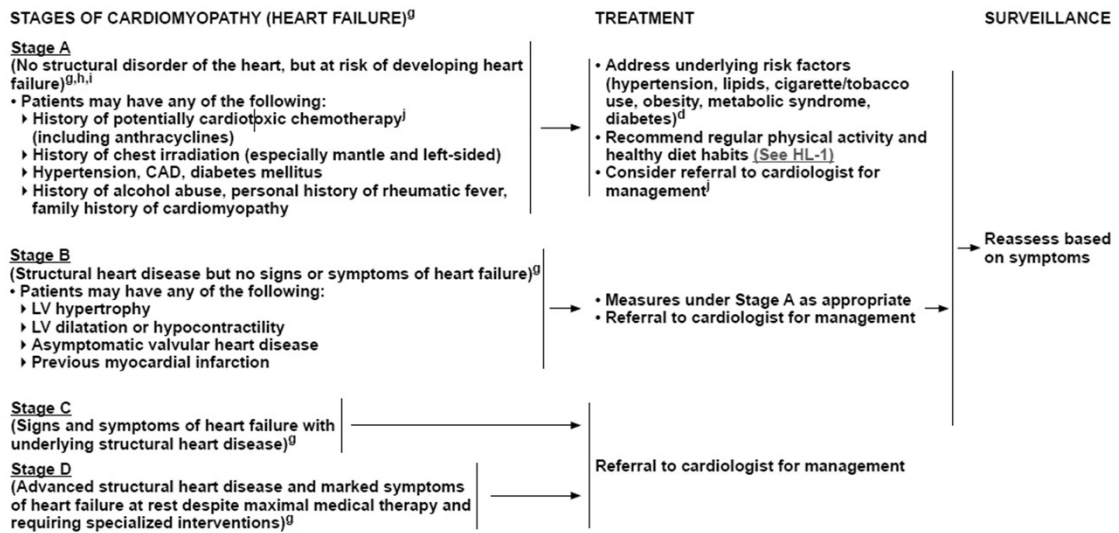 STAGES OF CARDIOMYOPATHY (HEART FAILURE)g
TREATMENT
SURVEILLANCE
Stage A
(No structural disorder of the heart, but at risk of developing heart
failure)g,h,i
• Patients may have any of the following:
‣ History of potentially cardiotoxic chemotherapyj
(including anthracyclines)
‣ History of chest irradiation (especially mantle and left-sided)
‣ Hypertension, CAD, diabetes mellitus
‣ History of alcohol abuse, personal history of rheumatic fever,
family history of cardiomyopathy
• Address underlying risk factors
(hypertension, lipids, cigarette/tobacco
use, obesity, metabolic syndrome,
diabetes)d
• Recommend regular physical activity and
healthy diet habits (See HL-1)
• Consider referral to cardiologist for
managementj
Stage B
(Structural heart disease but no signs or symptoms of heart failure)g
• Patients may have any of the following:
‣ LV hypertrophy
‣ LV dilatation or hypocontractility
‣ Asymptomatic valvular heart disease
‣ Previous myocardial infarction
• Measures under Stage A as appropriate
• Referral to cardiologist for management
Reassess based
on symptoms
Stage C
(Signs and symptoms of heart failure with
underlying structural heart disease)g
Stage D
(Advanced structural heart disease and marked symptoms
of heart failure at rest despite maximal medical therapy and
requiring specialized interventions)g
Referral to cardiologist for management